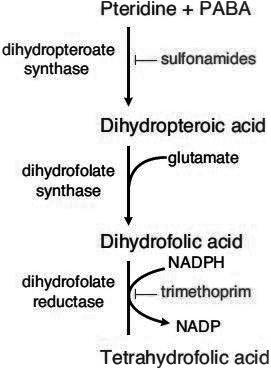 Pteridine + PABA
dihydropteroate
synthase
sulfonamides
Dihydropteroic acid
dihydrofolate
synthase
glutamate
Dihydrofolic acid
dihydrofolate
reductase
NADPH
trimethoprim
NADP
Tetrahydrofolic acid